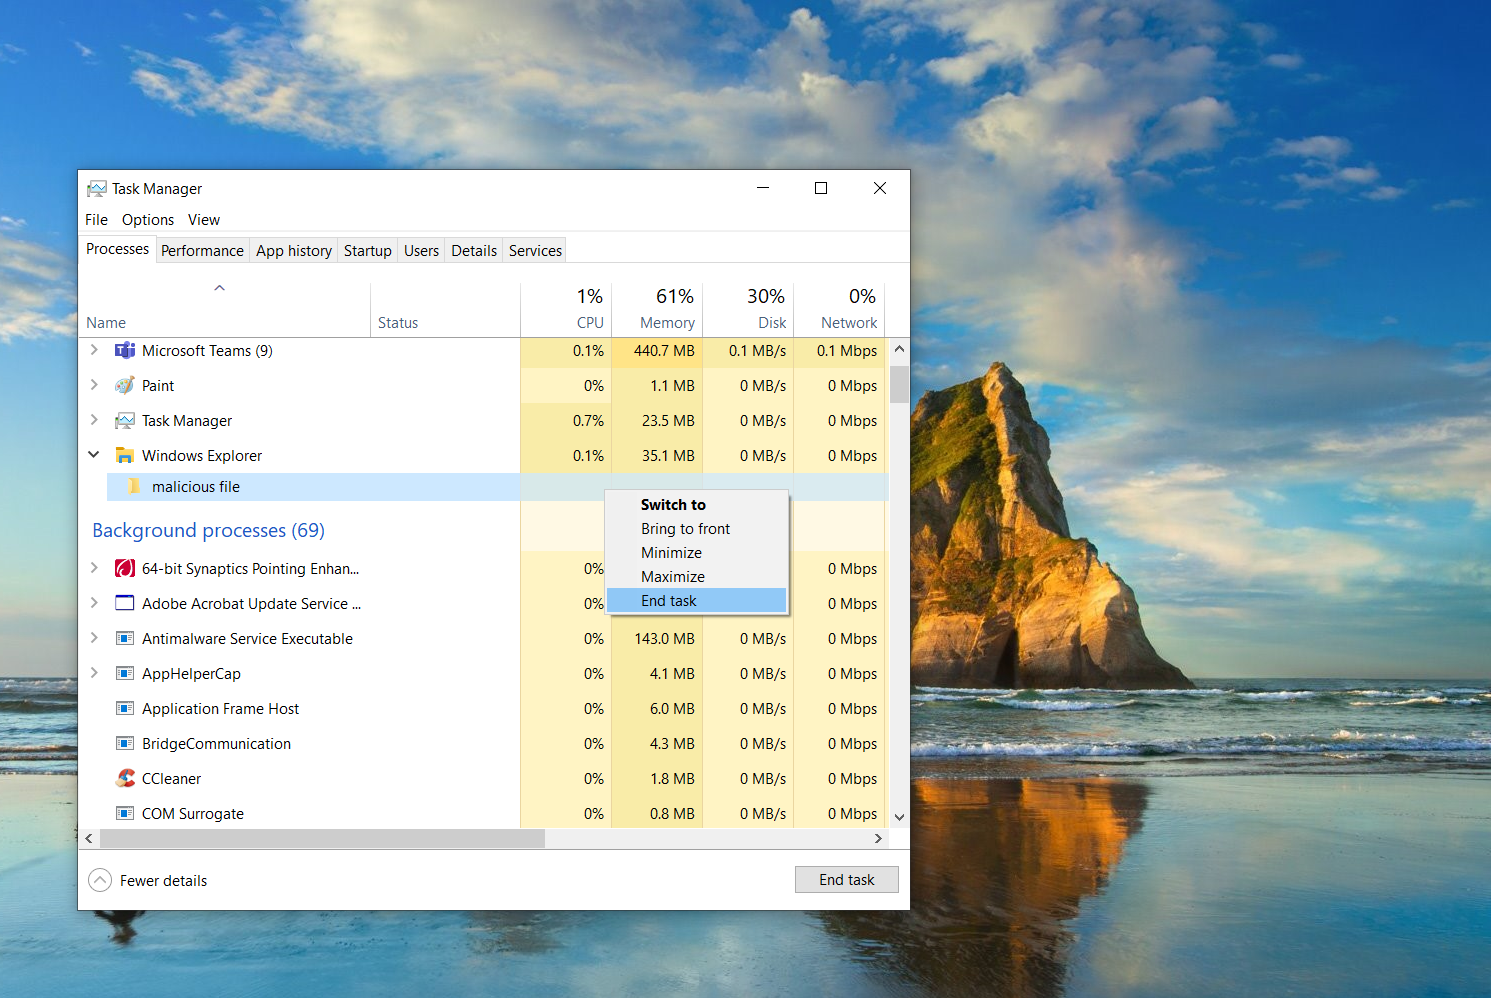 Task Manager
File Options View
Processes Performance App history Startup Users Details Services
1% 61% 30% 0%
Name Status CPU Memory Disk Network
Microsoft Teams (9) 0.1% 440.7 MB 0.1 MB/s 0.1 Mbps
Paint 0% 1.1 MB 0 MB/s 0 Mbps
Task Manager 0.7% 23.5 MB 0 MB/s 0 Mbps
Windows Explorer 0.1% 35.1 MB 0 MB/s 0 Mbps
malicious file
Switch to
Bring to front
Minimize
Maximize
End task
Background processes (69)
64-bit Synaptics Pointing Enhan... 0% 0 Mbps
Adobe Acrobat Update Service ... 0% 0 Mbps
Antimalware Service Executable 0% 143.0 MB 0 MB/s 0 Mbps
AppHelperCap 0% 4.1 MB 0 MB/s 0 Mbps
Application Frame Host 0% 6.0 MB 0 MB/s 0 Mbps
BridgeCommunication 0% 4.3 MB 0 MB/s 0 Mbps
CCleaner 0% 1.8 MB 0 MB/s 0 Mbps
COM Surrogate 0% 0.8 MB 0 MB/s 0 Mbps
Fewer details End task